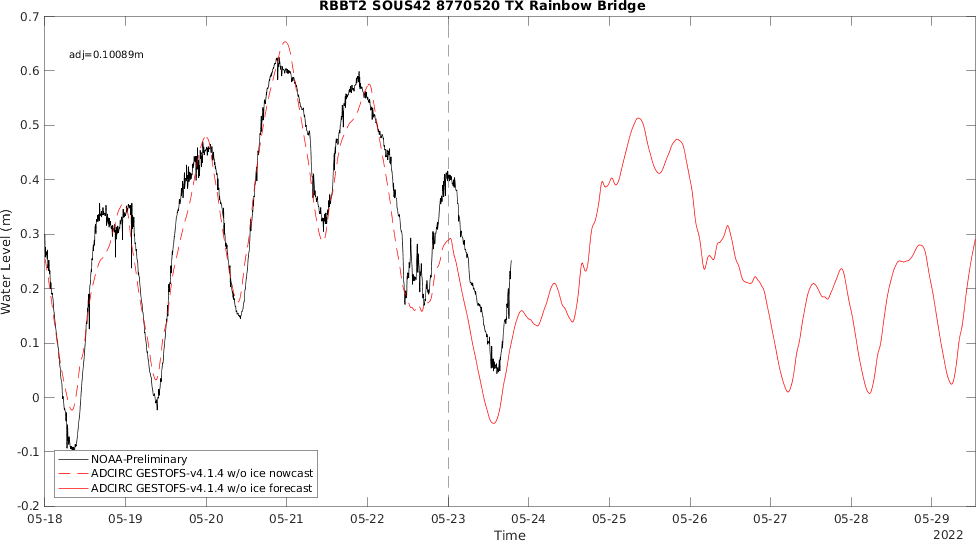 RBBT2 SOUS42 8770520 TX Rainbow Bridge
adj=0.10089m
Water Level (m)
0.7
0.6
0.5
0.4
0.3
0.2
0.1
0
-0.1
-0.2
NOAA-Preliminary
ADCIRC GESTOFS-v4.1.4 w/o ice nowcast
ADCIRC GESTOFS-v4.1.4 w/o ice forecast
05-18 05-19 05-20 05-21 05-22 05-23 05-24 05-25 05-26 05-27 05-28 05-29
Time
2022